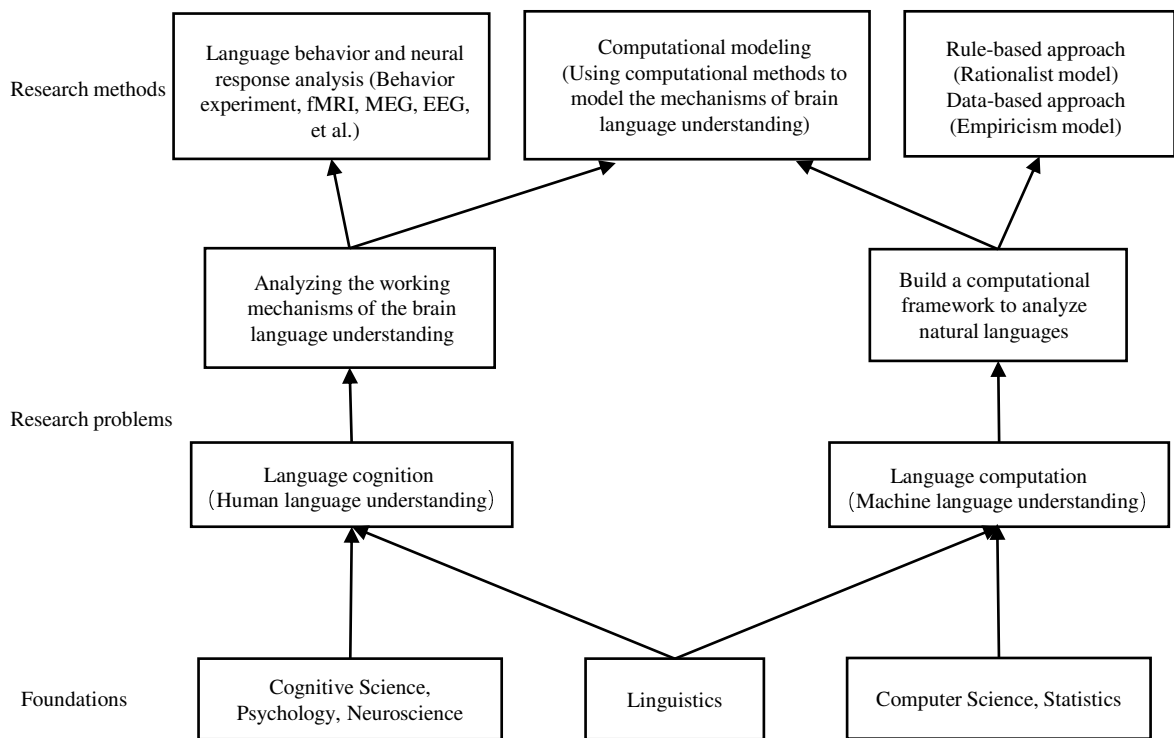 Research methods
Language behavior and neural
response analysis (Behavior
experiment, fMRI, MEG, EEG,
et al.)
Computational modeling
(Using computational methods to
model the mechanisms of brain
language understanding)
Rule-based approach
(Rationalist model)
Data-based approach
(Empiricism model)
Analyzing the working
mechanisms of the brain
language understanding
Build a computational
framework to analyze
natural languages
Research problems
Language cognition
(Human language understanding)
Language computation
(Machine language understanding)
Foundations
Cognitive Science,
Psychology, Neuroscience
Linguistics
Computer Science, Statistics